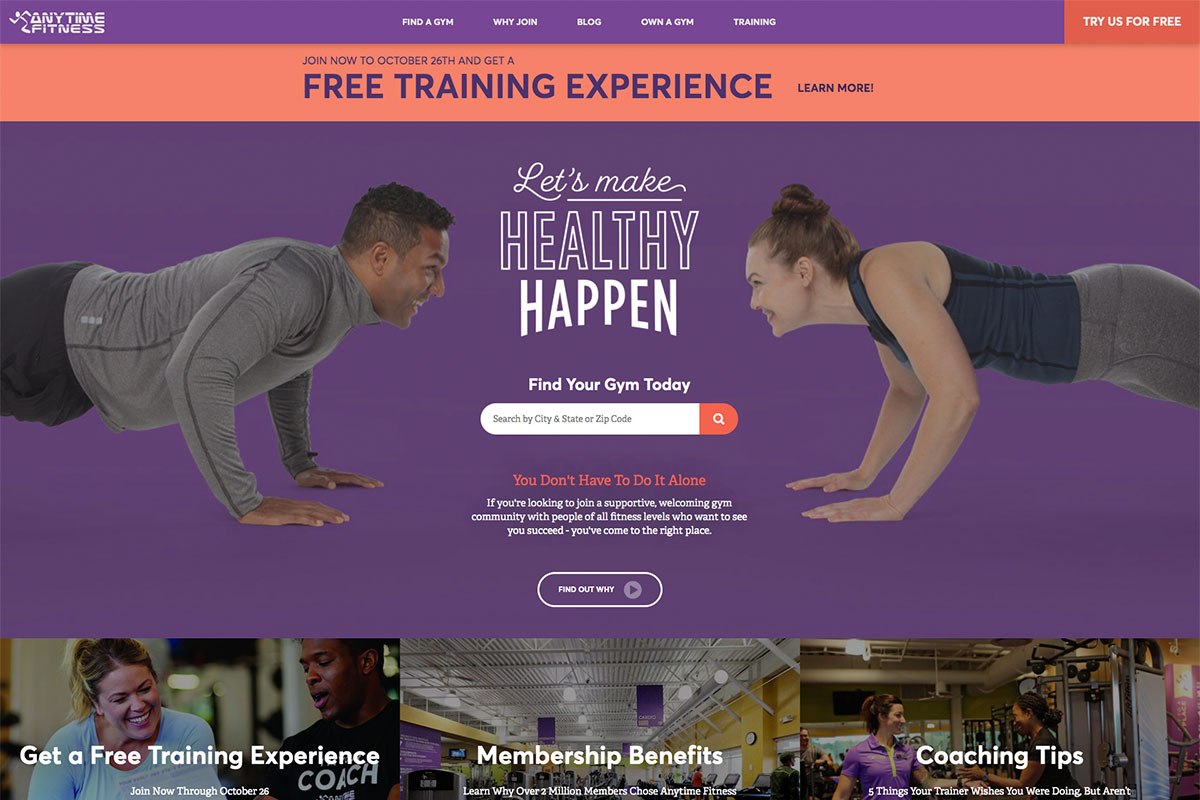 ANYTIME
FITNESS
FIND A GYM
WHY JOIN
BLOG
OWN A GYM
TRAINING
TRY US FOR FREE
JOIN NOW TO OCTOBER 26TH AND GET A
FREE TRAINING EXPERIENCE
LEARN MORE!
Let's make
HEALTHY
HAPPEN
Find Your Gym Today
Search by City & State or Zip Code
You Don't Have To Do It Alone
If you're looking to join a supportive, welcoming gym
community with people of all fitness levels who want to see
you succeed - you've come to the right place.
FIND OUT WHY
CARDIO
Get a Free Training Experience
COACH
Join Now Through October 26
Membership Benefits
Learn Why Over 2 Million Members Chose Anytime Fitness
Coaching Tips
5 Things Your Trainer Wishes You Were Doing, But Aren't